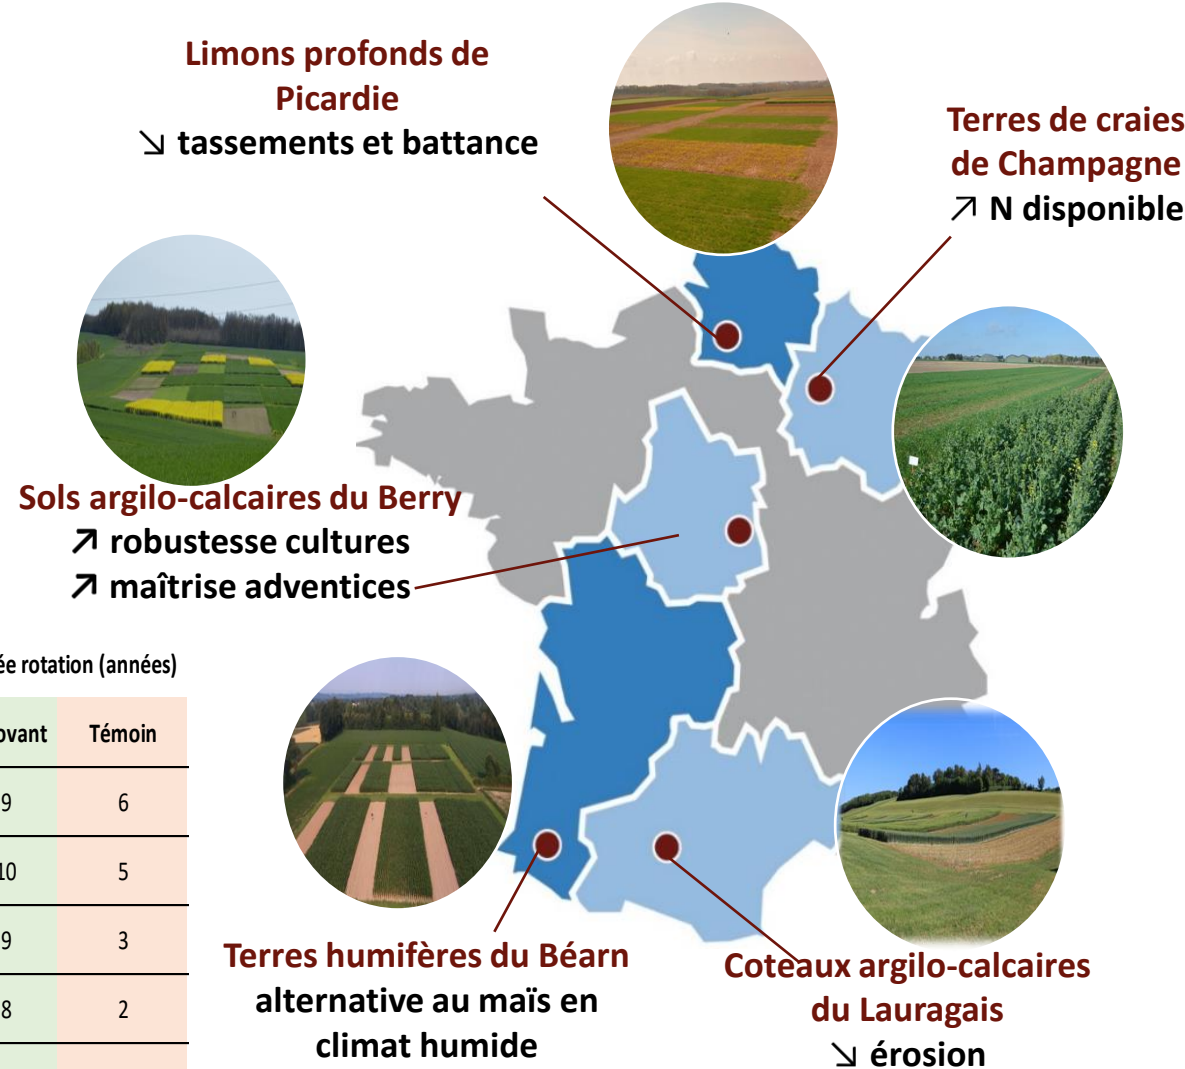 Limons profonds de
Picardie
↘ tassements et battance
Terres de craies
de Champagne
↗ N disponible
Sols argilo-calcaires du Berry
↗ robustesse cultures
↗ maîtrise adventices
ée rotation (années)
ovant Témoin
9 6
10 5
9 3
8 2
Terres humifères du Béarn
alternative au maïs en
climat humide
Coteaux argilo-calcaires
du Lauragais
↘ érosion